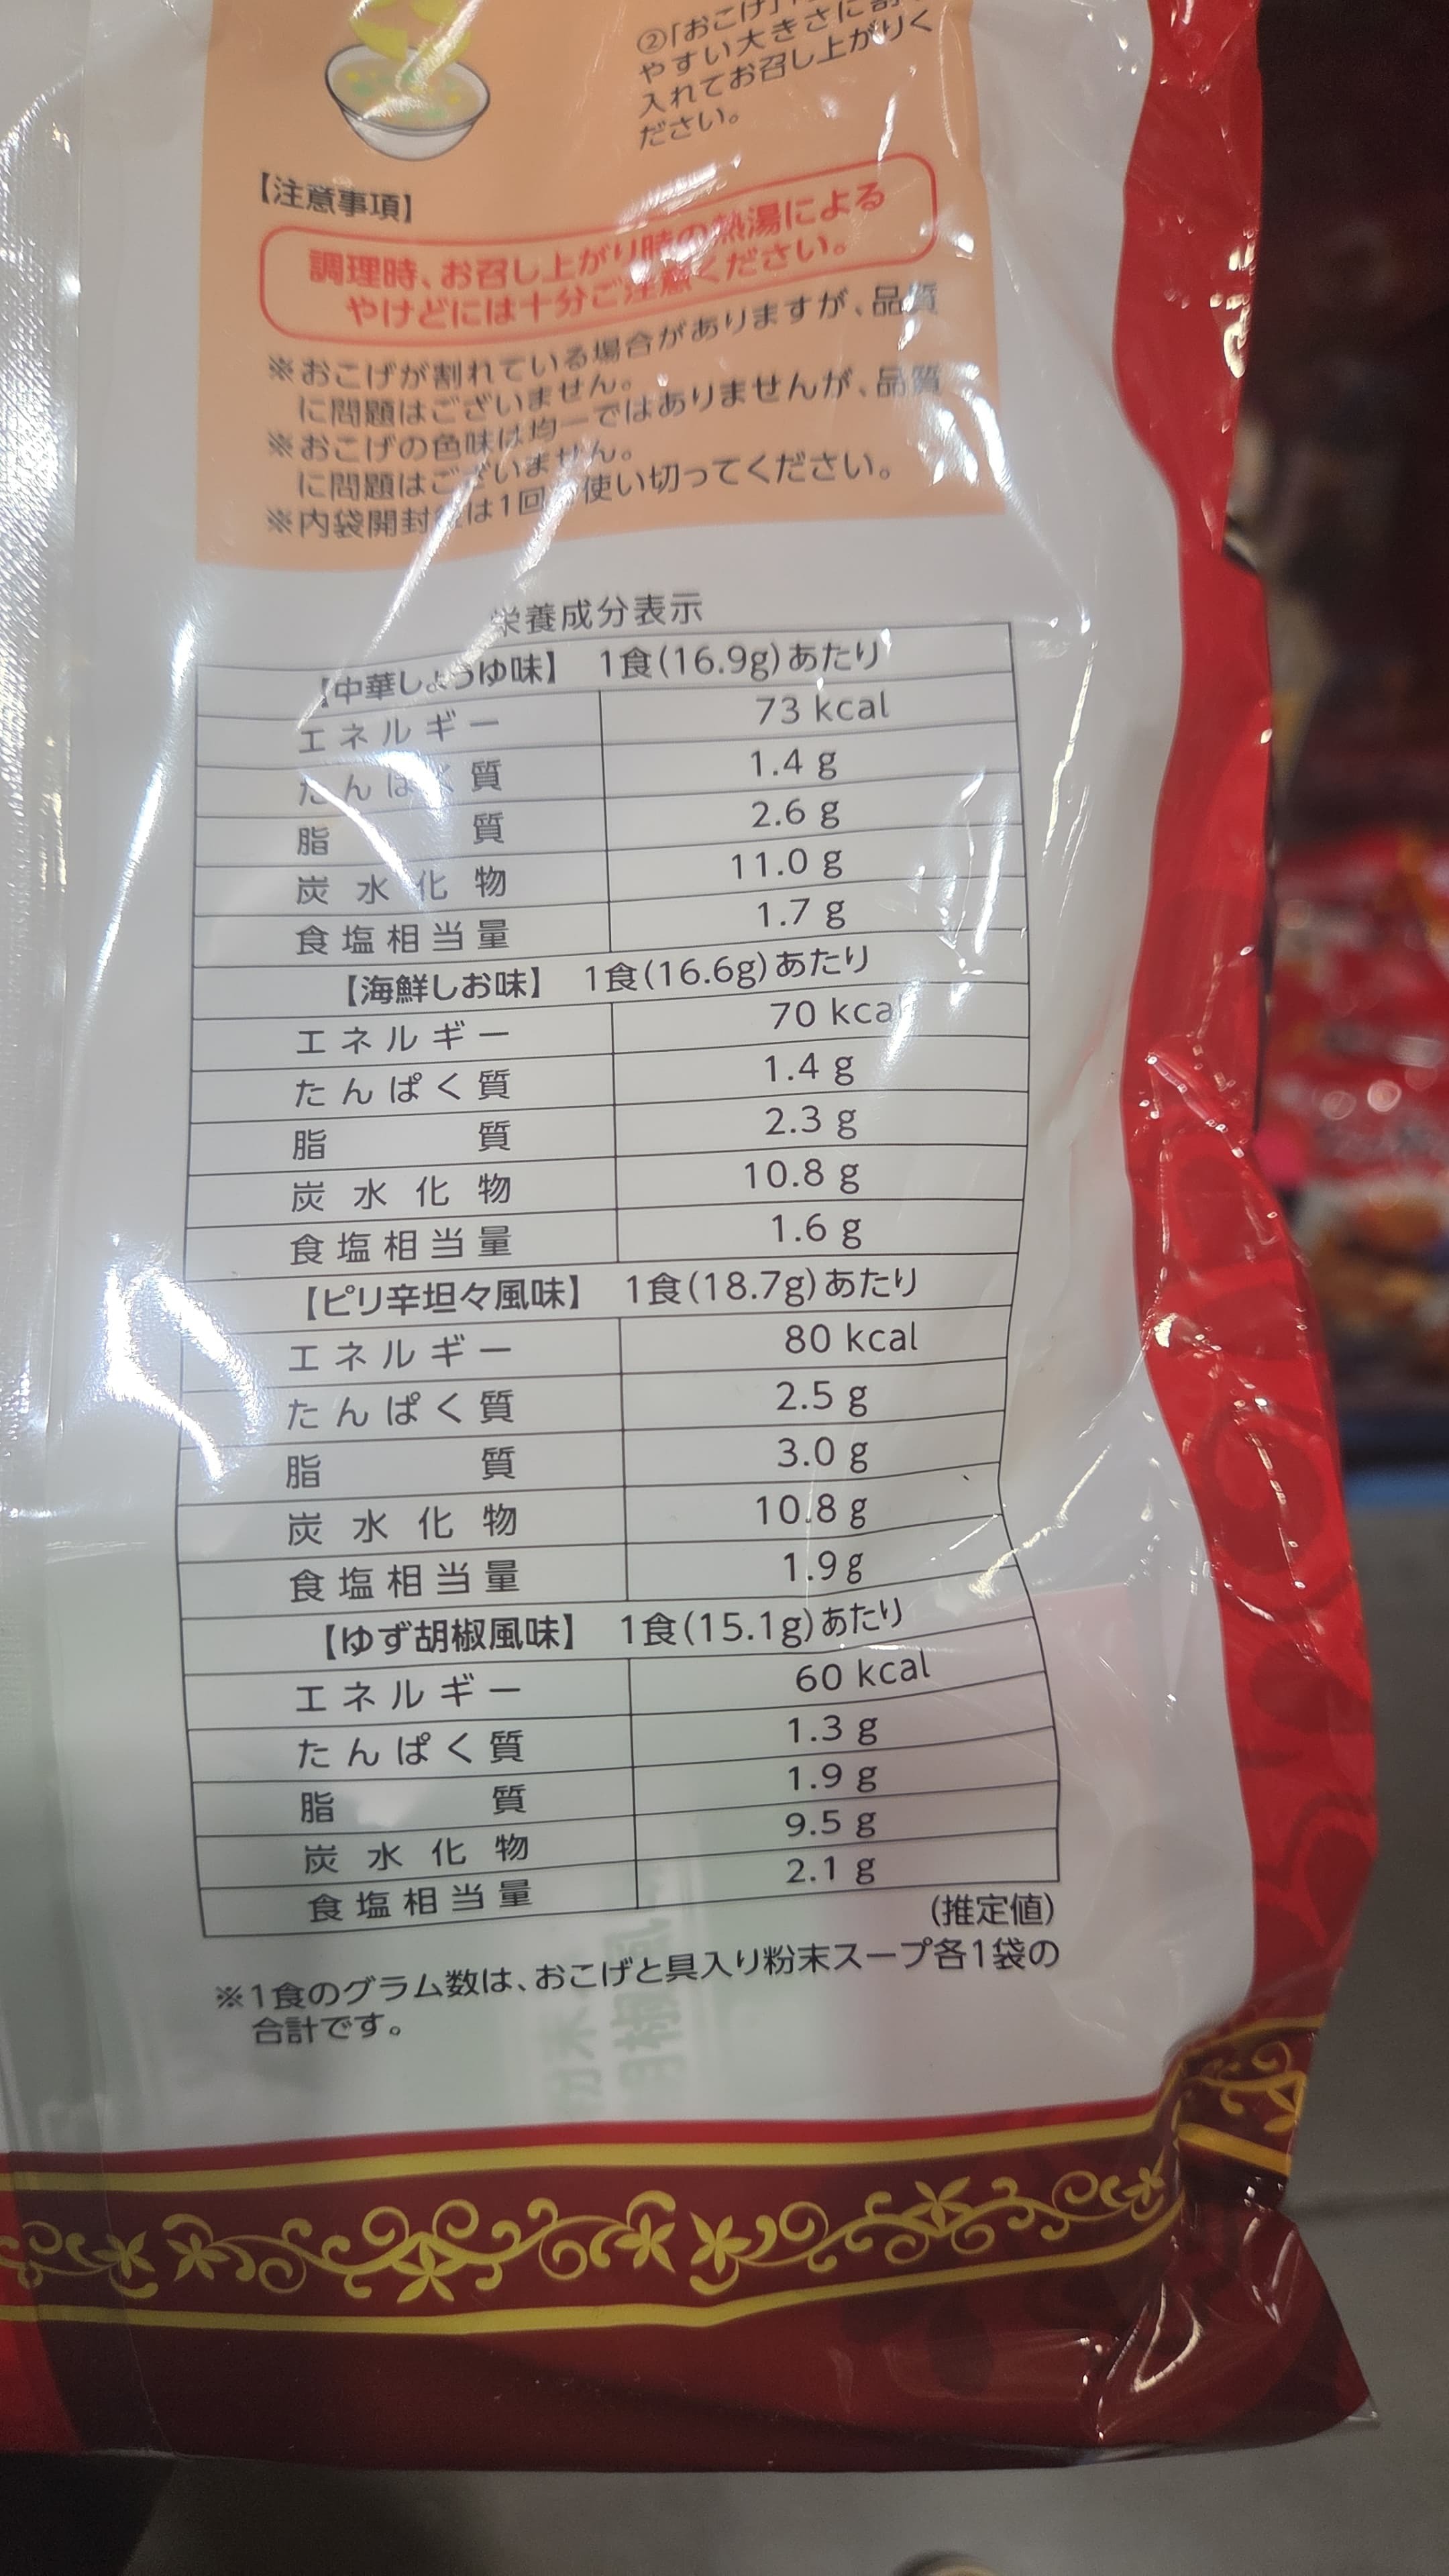 ②「おこげ」
やすい大きさに割
入れてお召し上がりく
ださい。
【注意事項】
調理時、お召し上がり時の熱湯による
やけどには十分ご注意ください。
※おこげが割れている場合がありますが、品質
に問題はございません。
※おこげの色味は均一ではありませんが、品質
に問題はございません。
※内袋開封後は1回 使い切ってください。
栄養成分表示
【中華しょうゆ味】 1食(16.9g)あたり
エネルギー 73 kcal
たんぱく質 1.4 g
脂質 2.6 g
炭水化物 11.0 g
食塩相当量 1.7 g
【海鮮しお味】 1食(16.6g)あたり
エネルギー 70 kcal
たんぱく質 1.4 g
脂質 2.3 g
炭水化物 10.8 g
食塩相当量 1.6 g
【ピリ辛坦々風味】 1食(18.7g)あたり
エネルギー 80 kcal
たんぱく質 2.5 g
脂質 3.0 g
炭水化物 10.8 g
食塩相当量 1.9 g
【ゆず胡椒風味】 1食(15.1g)あたり
エネルギー 60 kcal
たんぱく質 1.3 g
脂質 1.9 g
炭水化物 9.5 g
食塩相当量 2.1 g
(推定値)
※1食のグラム数は、おこげと具入り粉末スープ各1袋の
合計です。